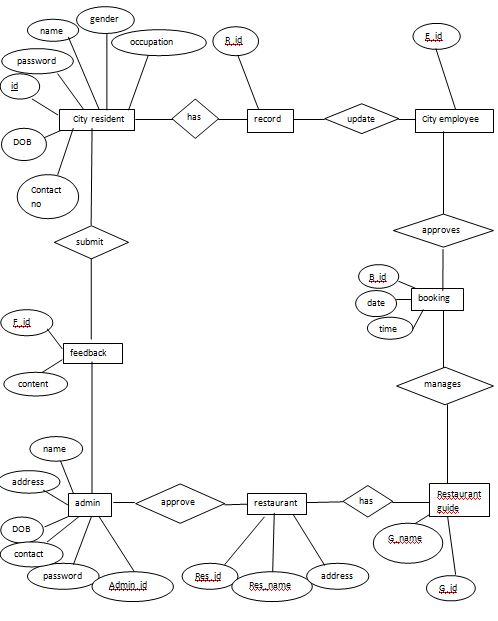 gender
name
occupation
R_id
E_id
password
id
City resident
has
record
update
City employee
DOB
Contact
no
submit
approves
B_id
date
booking
time
F_id
feedback
content
manages
name
address
admin
approve
restaurant
has
Restaurant
guide
DOB
contact
password
Admin_id
Res_id
Res_name
address
G_name
G_id